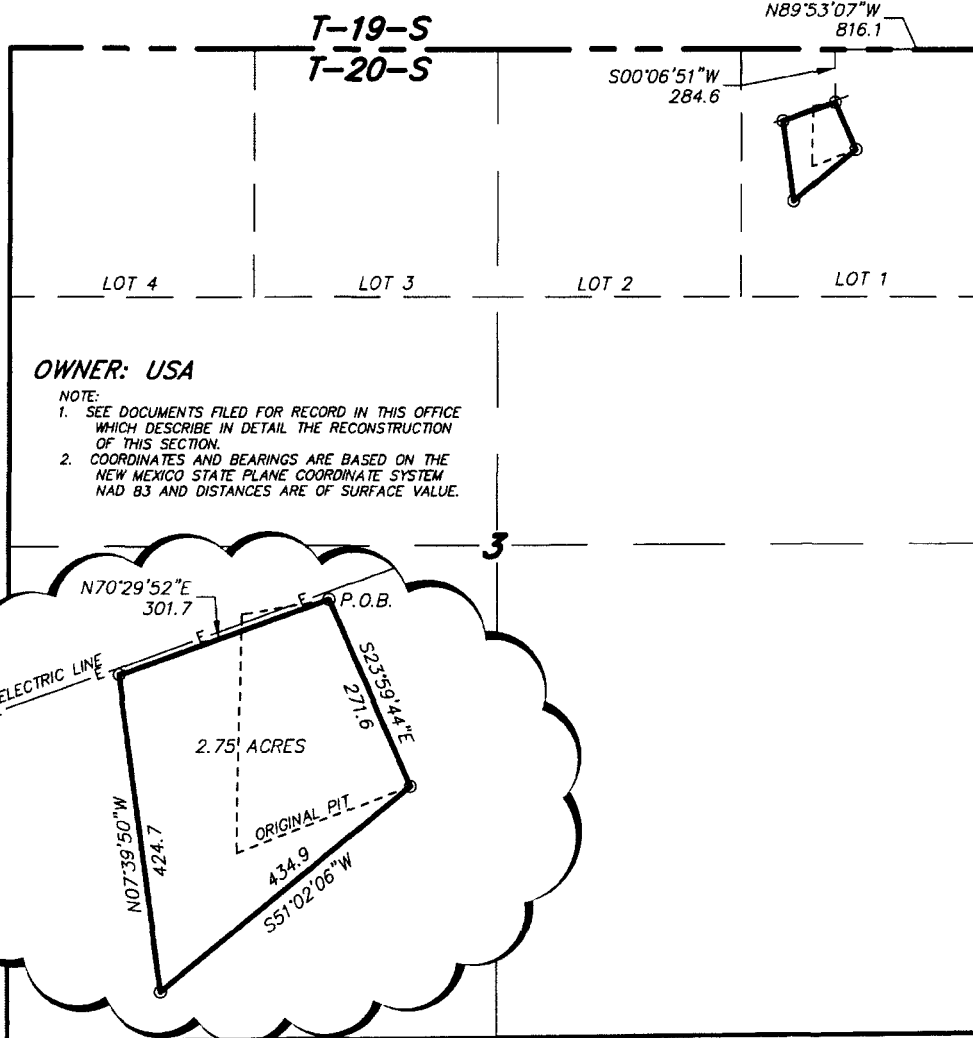 T-19-S
T-20-S
N89°53'07"W
816.1
S00°06'51"W
284.6
LOT 4
LOT 3
LOT 2
LOT 1
OWNER: USA
NOTE:
1. SEE DOCUMENTS FILED FOR RECORD IN THIS OFFICE
WHICH DESCRIBE IN DETAIL THE RECONSTRUCTION
OF THIS SECTION.
2. COORDINATES AND BEARINGS ARE BASED ON THE
NEW MEXICO STATE PLANE COORDINATE SYSTEM
NAD 83 AND DISTANCES ARE OF SURFACE VALUE.
3
N70°29'52"E
301.7
E
P.O.B.
E
ELECTRIC LINE
E
S23°59'44"E
271.6
2.75' ACRES
ORIGINAL PIT
N07°39'50"W
424.7
434.9
S51°02'06"W